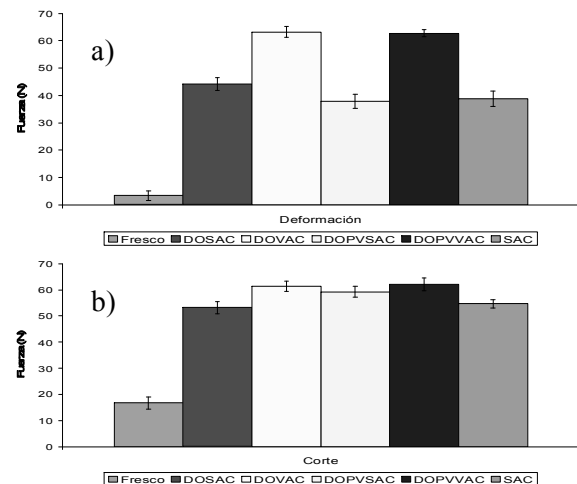 a)
Fuerza (N)
70
60
50
40
30
20
10
0
Deformación
Fresco DOSAC DOVAC DOPVSAC DOPVVAC SAC
b)
Fuerza (N)
70
60
50
40
30
20
10
0
Corte
Fresco DOSAC DOVAC DOPVSAC DOPVVAC SAC